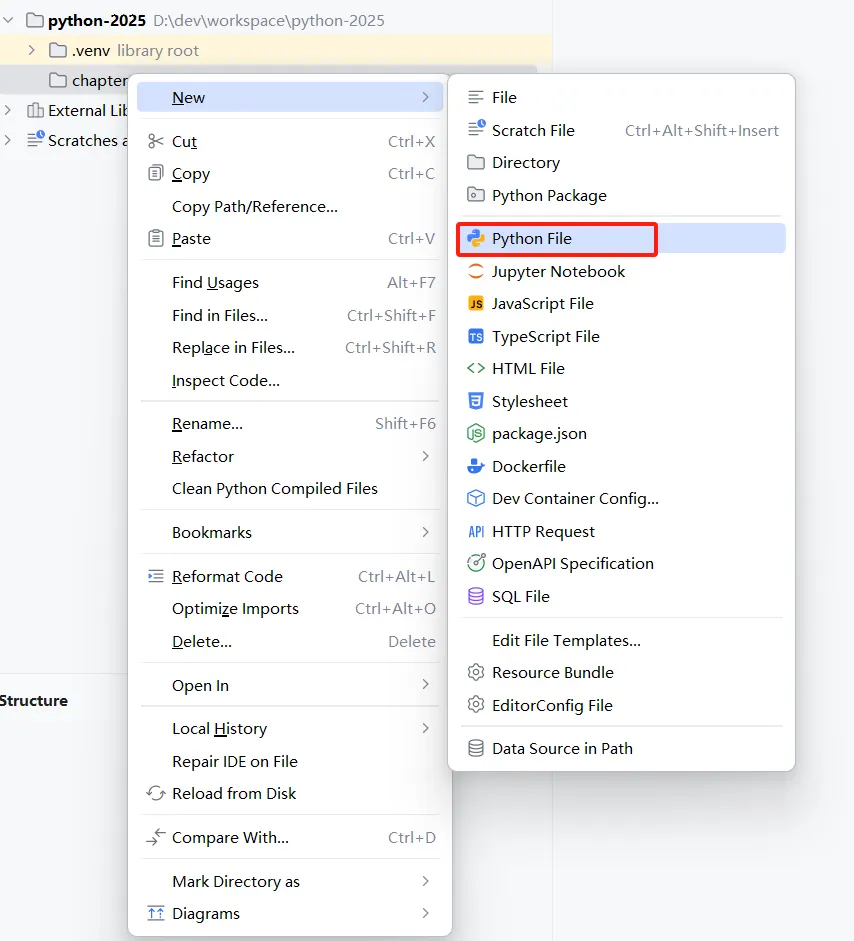 python-2025 D:\dev\workspace\python-2025
.venv library root
chapter
External Lib
Scratches a
Structure
New
Cut Ctrl+X
Copy Ctrl+C
Copy Path/Reference...
Paste Ctrl+V
Find Usages Alt+F7
Find in Files... Ctrl+Shift+F
Replace in Files... Ctrl+Shift+R
Inspect Code...
Rename... Shift+F6
Refactor
Clean Python Compiled Files
Bookmarks
Reformat Code Ctrl+Alt+L
Optimize Imports Ctrl+Alt+O
Delete... Delete
Open In
Local History
Repair IDE on File
Reload from Disk
Compare With... Ctrl+D
Mark Directory as
Diagrams
File
Scratch File Ctrl+Alt+Shift+Insert
Directory
Python Package
Python File
Jupyter Notebook
JS JavaScript File
TS TypeScript File
HTML File
Stylesheet
package.json
Dockerfile
Dev Container Config...
API HTTP Request
OpenAPI Specification
SQL File
Edit File Templates...
Resource Bundle
EditorConfig File
Data Source in Path